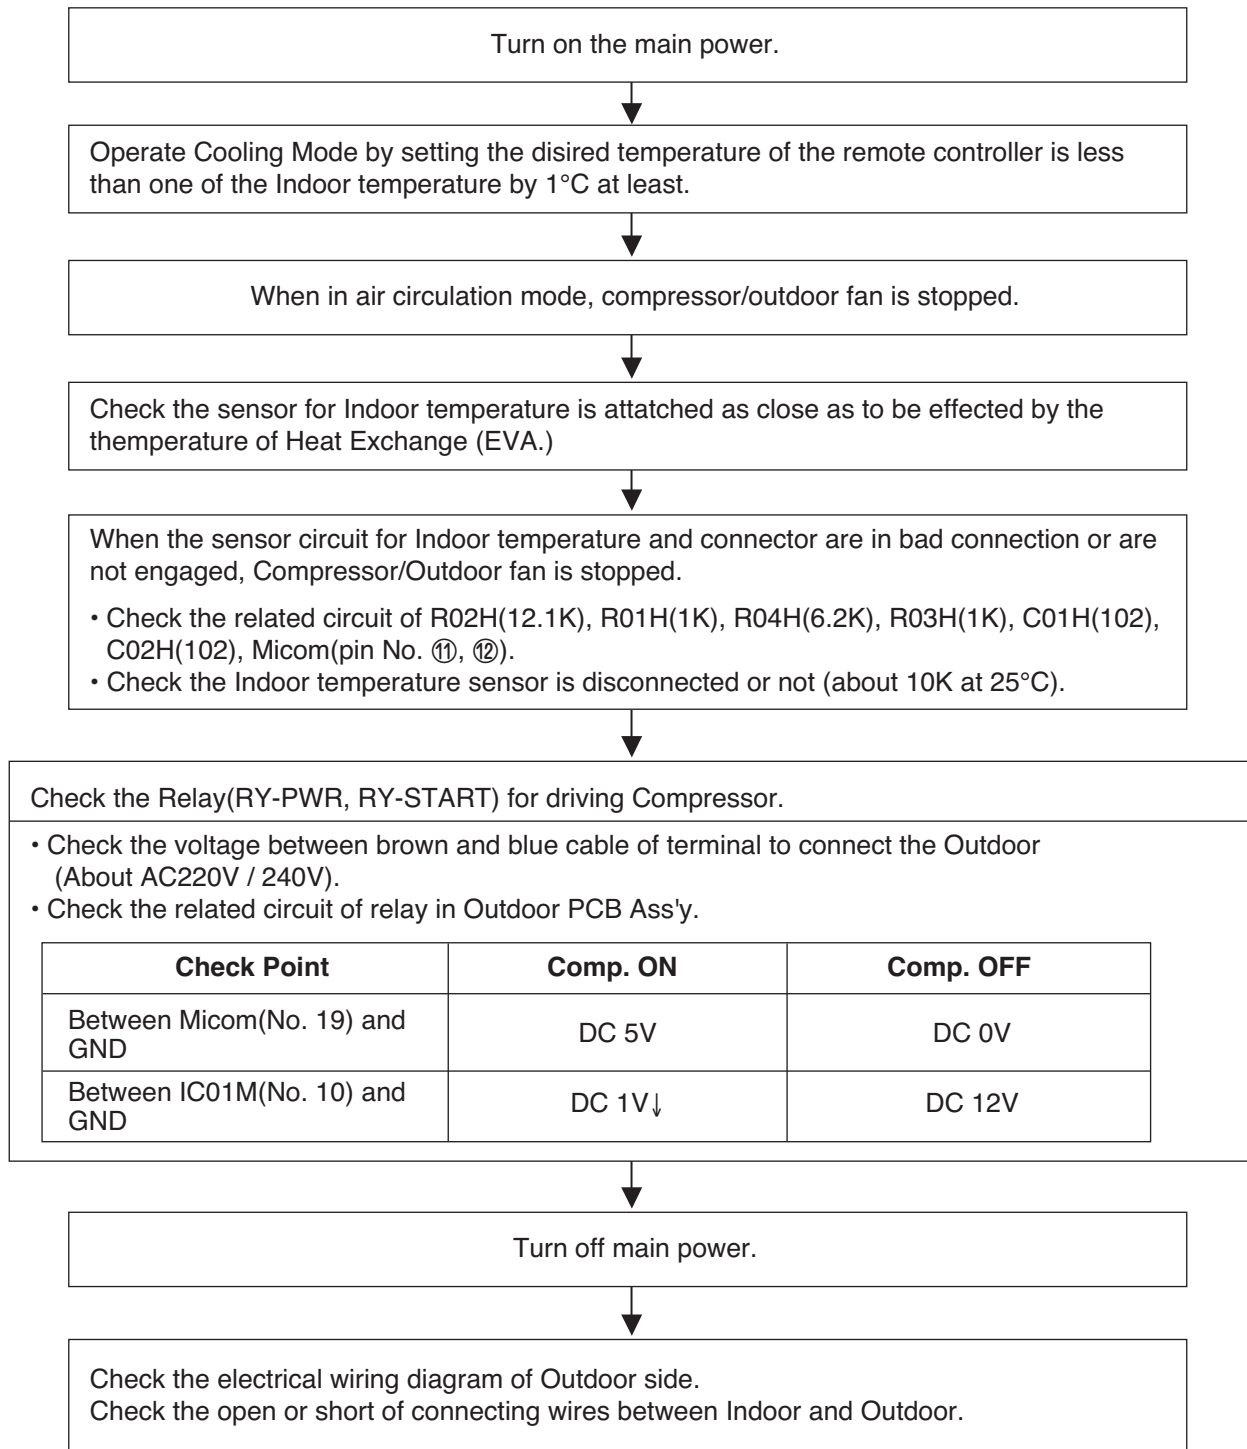 Turn on the main power.
Operate Cooling Mode by setting the disired temperature of the remote controller is less
than one of the Indoor temperature by 1°C at least.
When in air circulation mode, compressor/outdoor fan is stopped.
Check the sensor for Indoor temperature is attatched as close as to be effected by the
themperature of Heat Exchange (EVA.)
When the sensor circuit for Indoor temperature and connector are in bad connection or are
not engaged, Compressor/Outdoor fan is stopped.
• Check the related circuit of R02H(12.1K), R01H(1K), R04H(6.2K), R03H(1K), C01H(102),
C02H(102), Micom(pin No. ⑪, ⑫).
• Check the Indoor temperature sensor is disconnected or not (about 10K at 25°C).
Check the Relay(RY-PWR, RY-START) for driving Compressor.
• Check the voltage between brown and blue cable of terminal to connect the Outdoor
(About AC220V / 240V).
• Check the related circuit of relay in Outdoor PCB Ass'y.
Check Point Comp. ON Comp. OFF
Between Micom(No. 19) and
GND DC 5V DC 0V
Between IC01M(No. 10) and
GND DC 1V↓ DC 12V
Turn off main power.
Check the electrical wiring diagram of Outdoor side.
Check the open or short of connecting wires between Indoor and Outdoor.